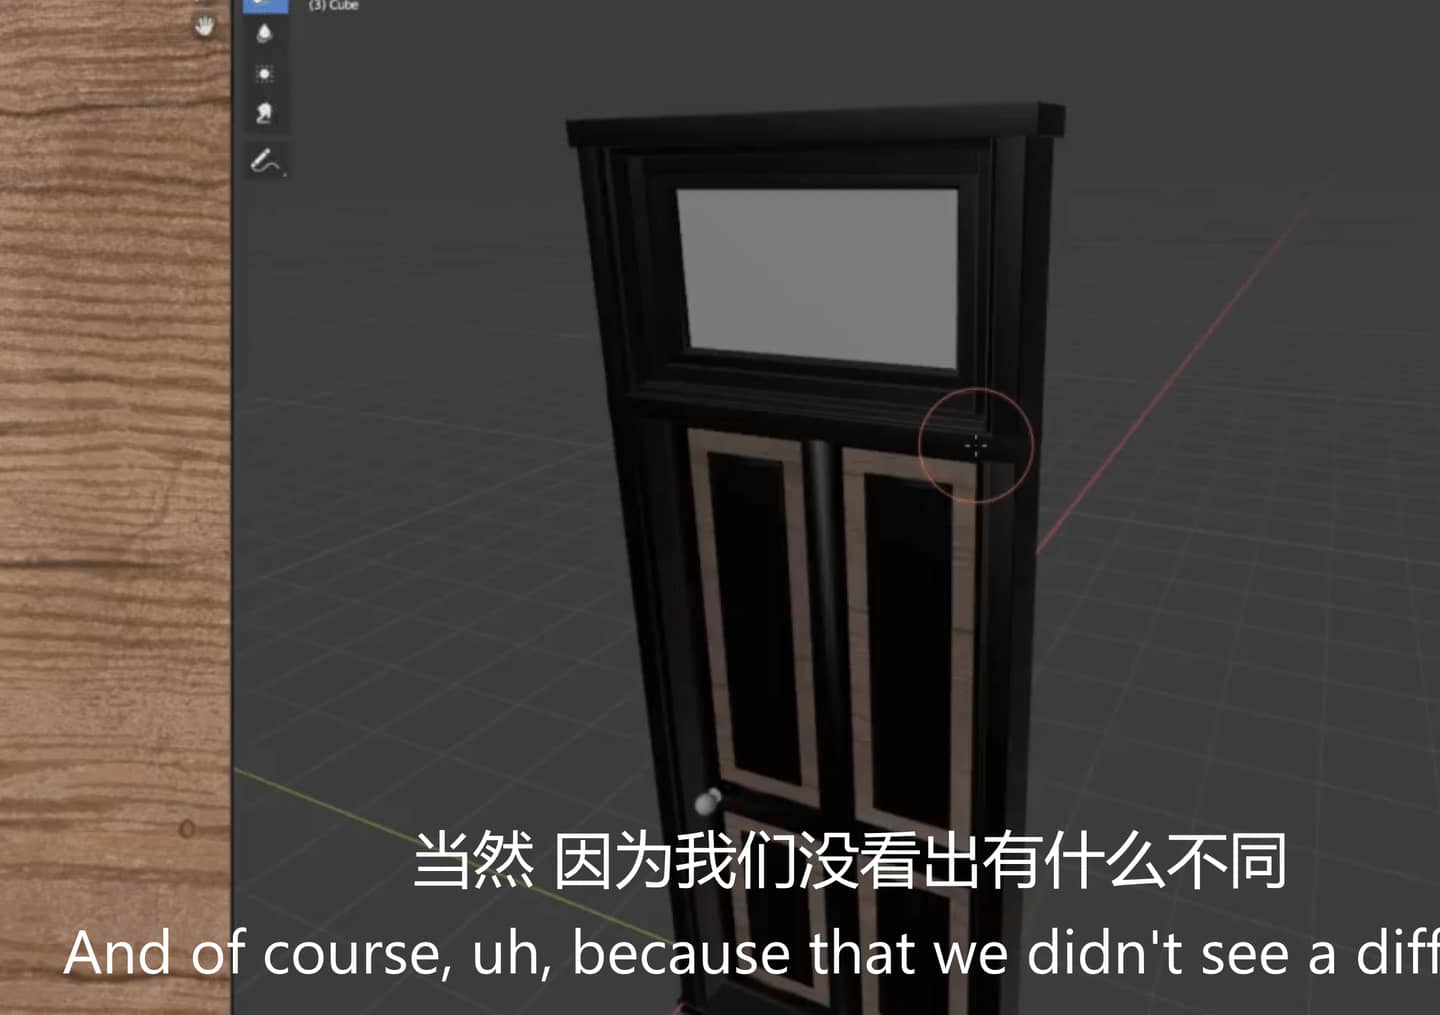 (3) Cube
当然 因为我们没看出有什么不同
And of course, uh, because that we didn't see a diff